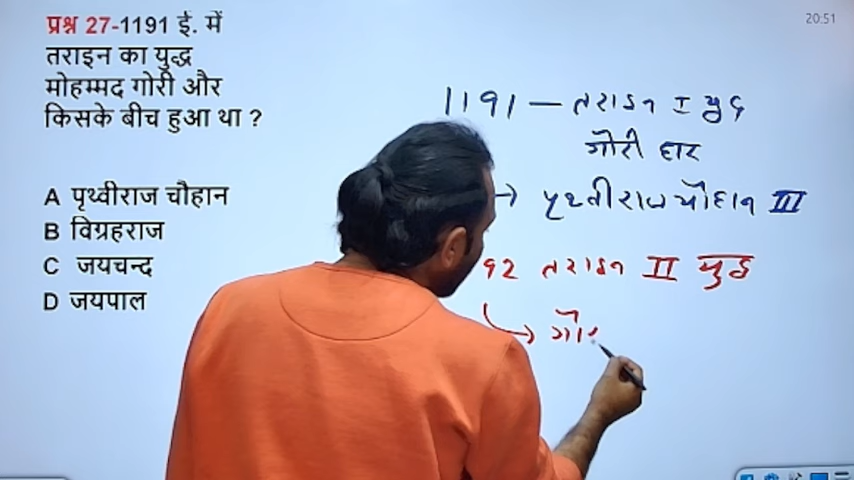 20:51
प्रश्न 27-1191 ई. में
तराइन का युद्ध
मोहम्मद गोरी और
किसके बीच हुआ था ?
A पृथ्वीराज चौहान
B विग्रहराज
C जयचन्द
D जयपाल
1191 — तराइन I युद्ध
गौरी हार
→ पृथ्वीराज चौहान III
92 तराइन II युद्ध
→ गौर